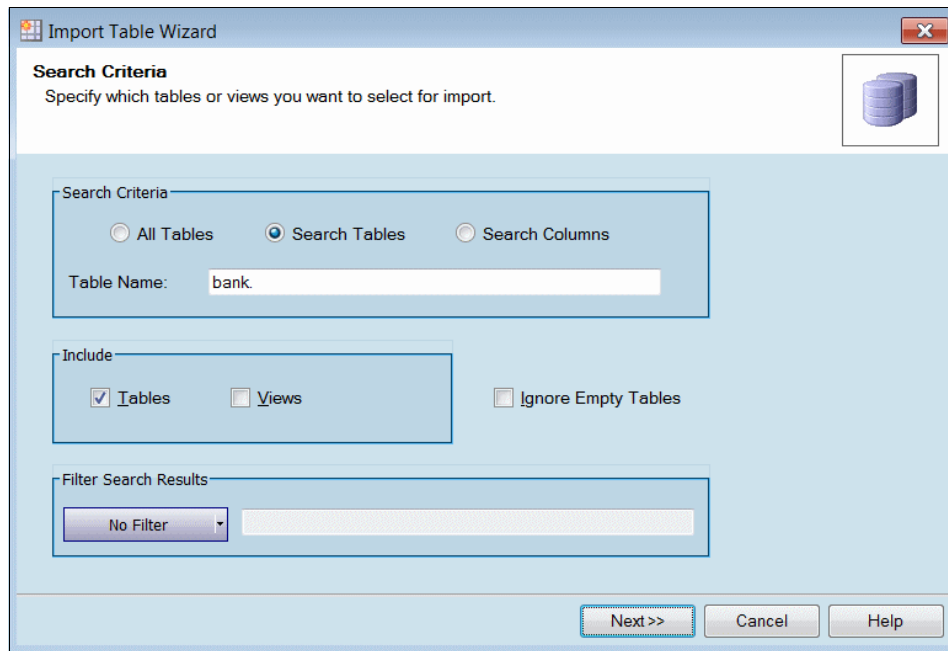 Import Table Wizard
Search Criteria
Specify which tables or views you want to select for import.
Search Criteria
All Tables Search Tables Search Columns
Table Name: bank.
Include
Tables Views Ignore Empty Tables
Filter Search Results
No Filter
Next >> Cancel Help